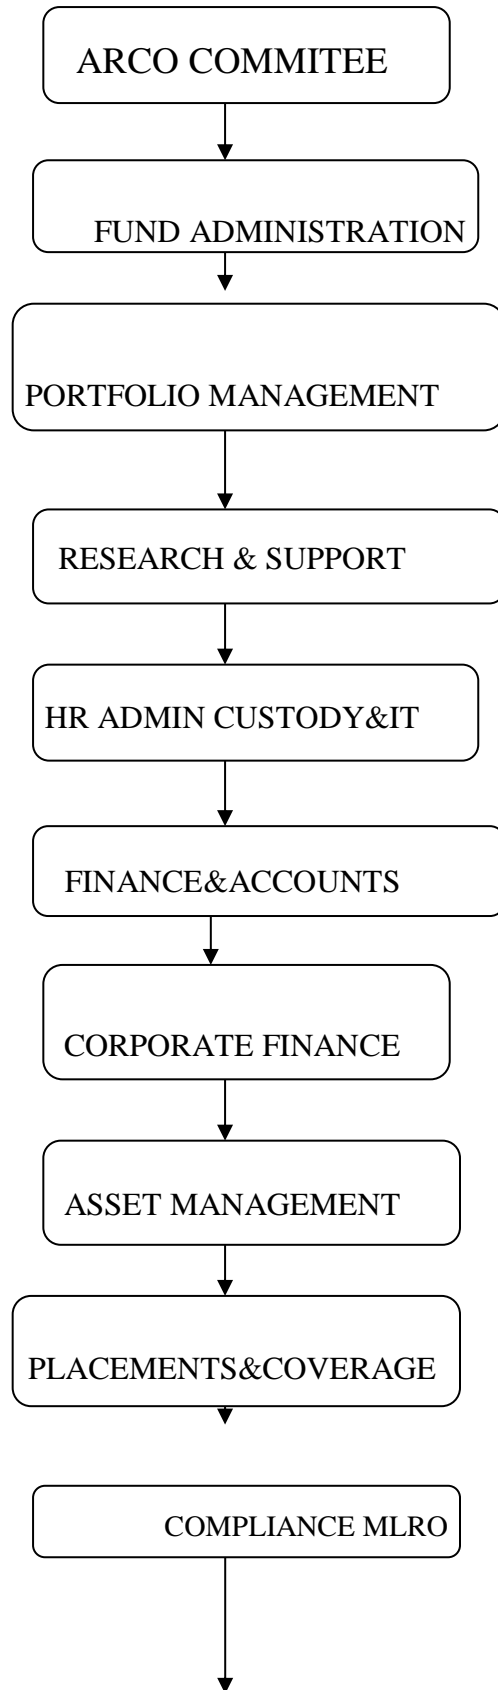 ARCO COMMITEE
FUND ADMINISTRATION
PORTFOLIO MANAGEMENT
RESEARCH & SUPPORT
HR ADMIN CUSTODY&IT
FINANCE&ACCOUNTS
CORPORATE FINANCE
ASSET MANAGEMENT
PLACEMENTS&COVERAGE
COMPLIANCE MLRO